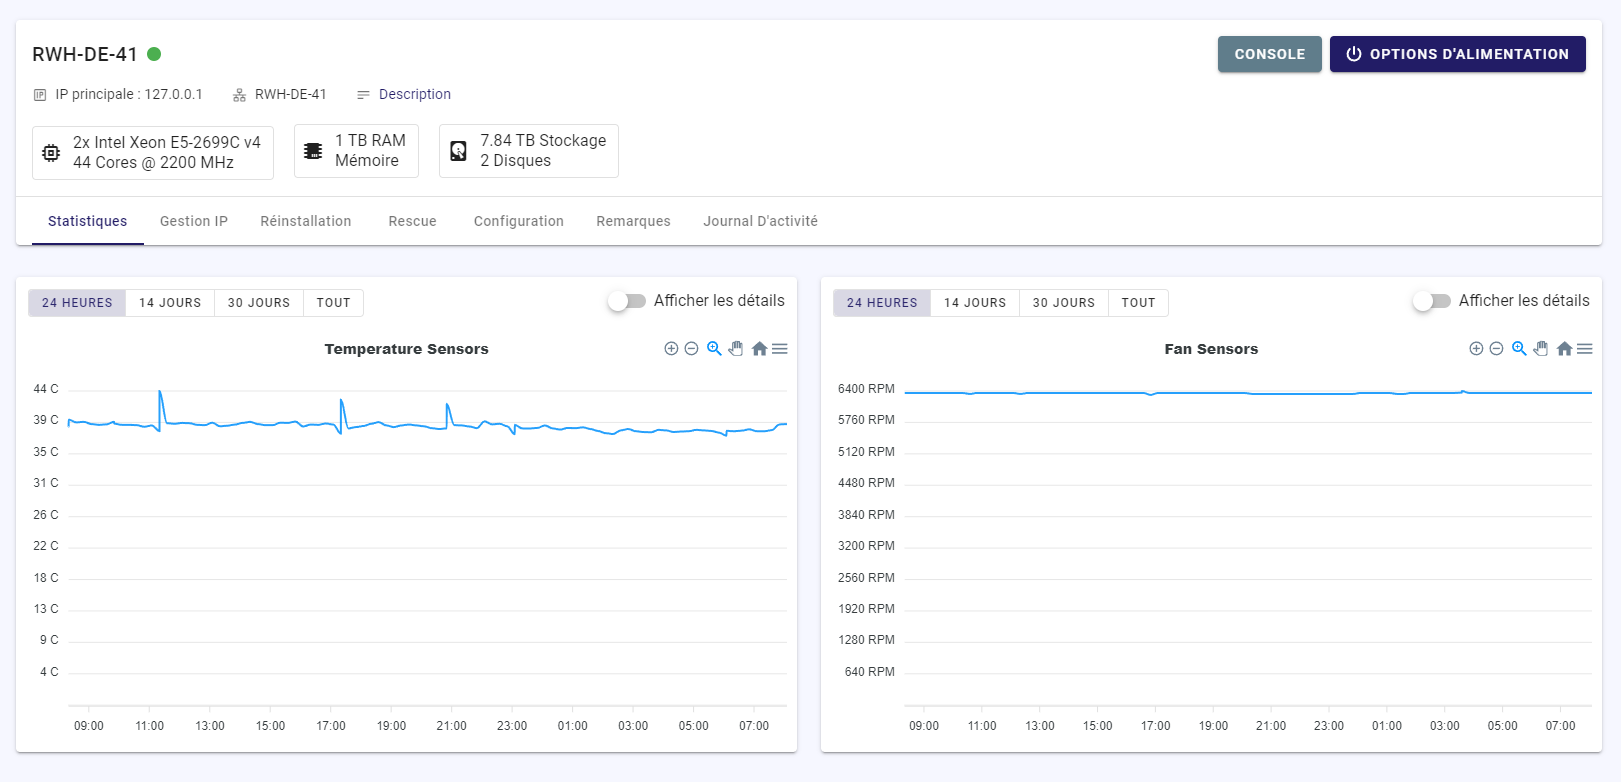 RWH-DE-41
CONSOLE
OPTIONS D'ALIMENTATION
IP principale : 127.0.0.1
RWH-DE-41
Description
2x Intel Xeon E5-2699C v4
44 Cores @ 2200 MHz
1 TB RAM
Mémoire
7.84 TB Stockage
2 Disques
Statistiques
Gestion IP
Réinstallation
Rescue
Configuration
Remarques
Journal D'activité
24 HEURES
14 JOURS
30 JOURS
TOUT
Afficher les détails
Temperature Sensors
44 C
39 C
35 C
31 C
26 C
22 C
18 C
13 C
9 C
4 C
09:00
11:00
13:00
15:00
17:00
19:00
21:00
23:00
01:00
03:00
05:00
07:00
24 HEURES
14 JOURS
30 JOURS
TOUT
Afficher les détails
Fan Sensors
6400 RPM
5760 RPM
5120 RPM
4480 RPM
3840 RPM
3200 RPM
2560 RPM
1920 RPM
1280 RPM
640 RPM
09:00
11:00
13:00
15:00
17:00
19:00
21:00
23:00
01:00
03:00
05:00
07:00